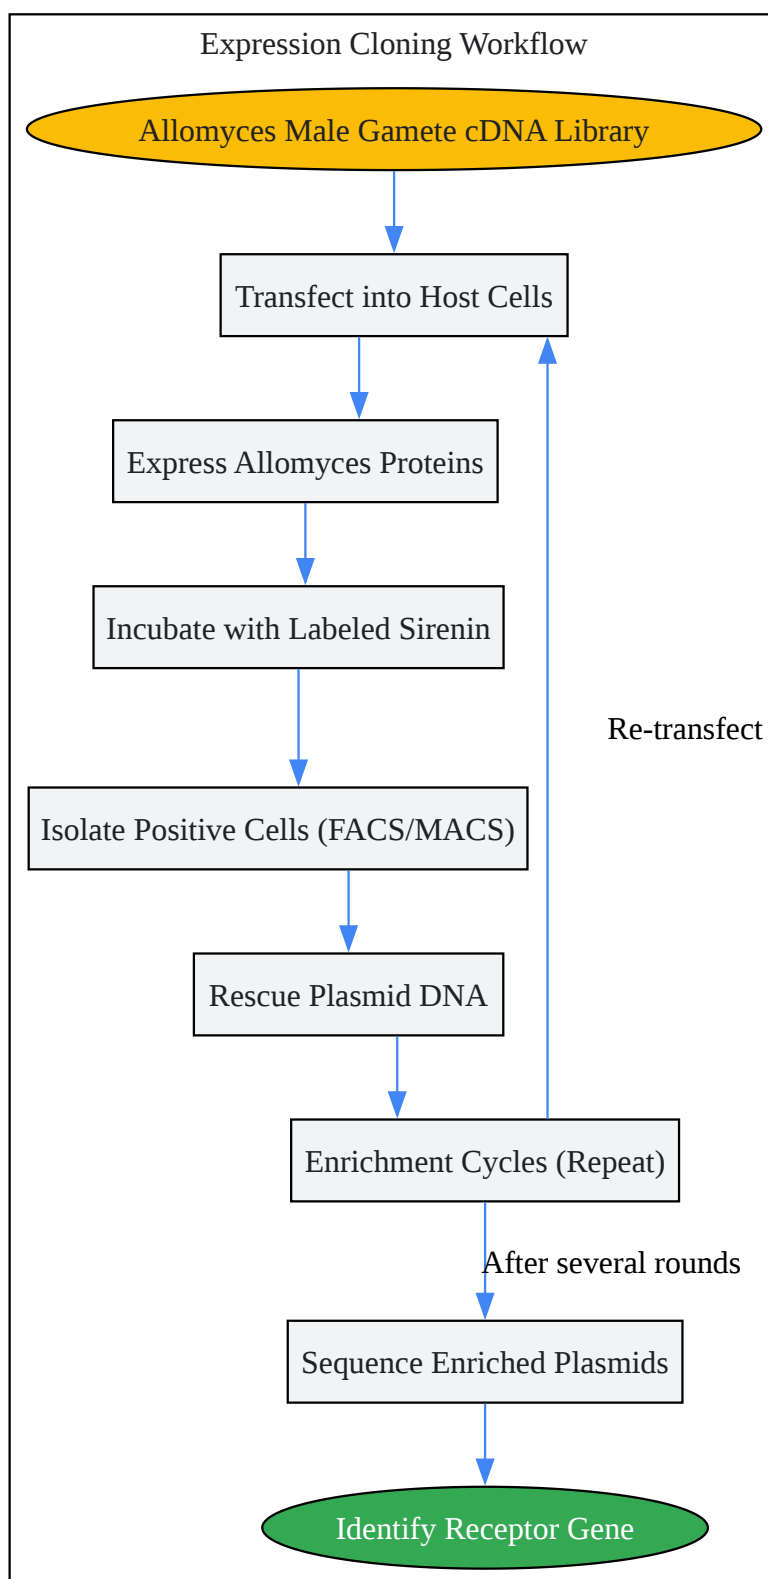 Expression Cloning Workflow
Allomyces Male Gamete cDNA Library
Transfect into Host Cells
Express Allomyces Proteins
Incubate with Labeled Sirenin
Re-transfect
Isolate Positive Cells (FACS/MACS)
Rescue Plasmid DNA
Enrichment Cycles (Repeat)
After several rounds
Sequence Enriched Plasmids
Identify Receptor Gene